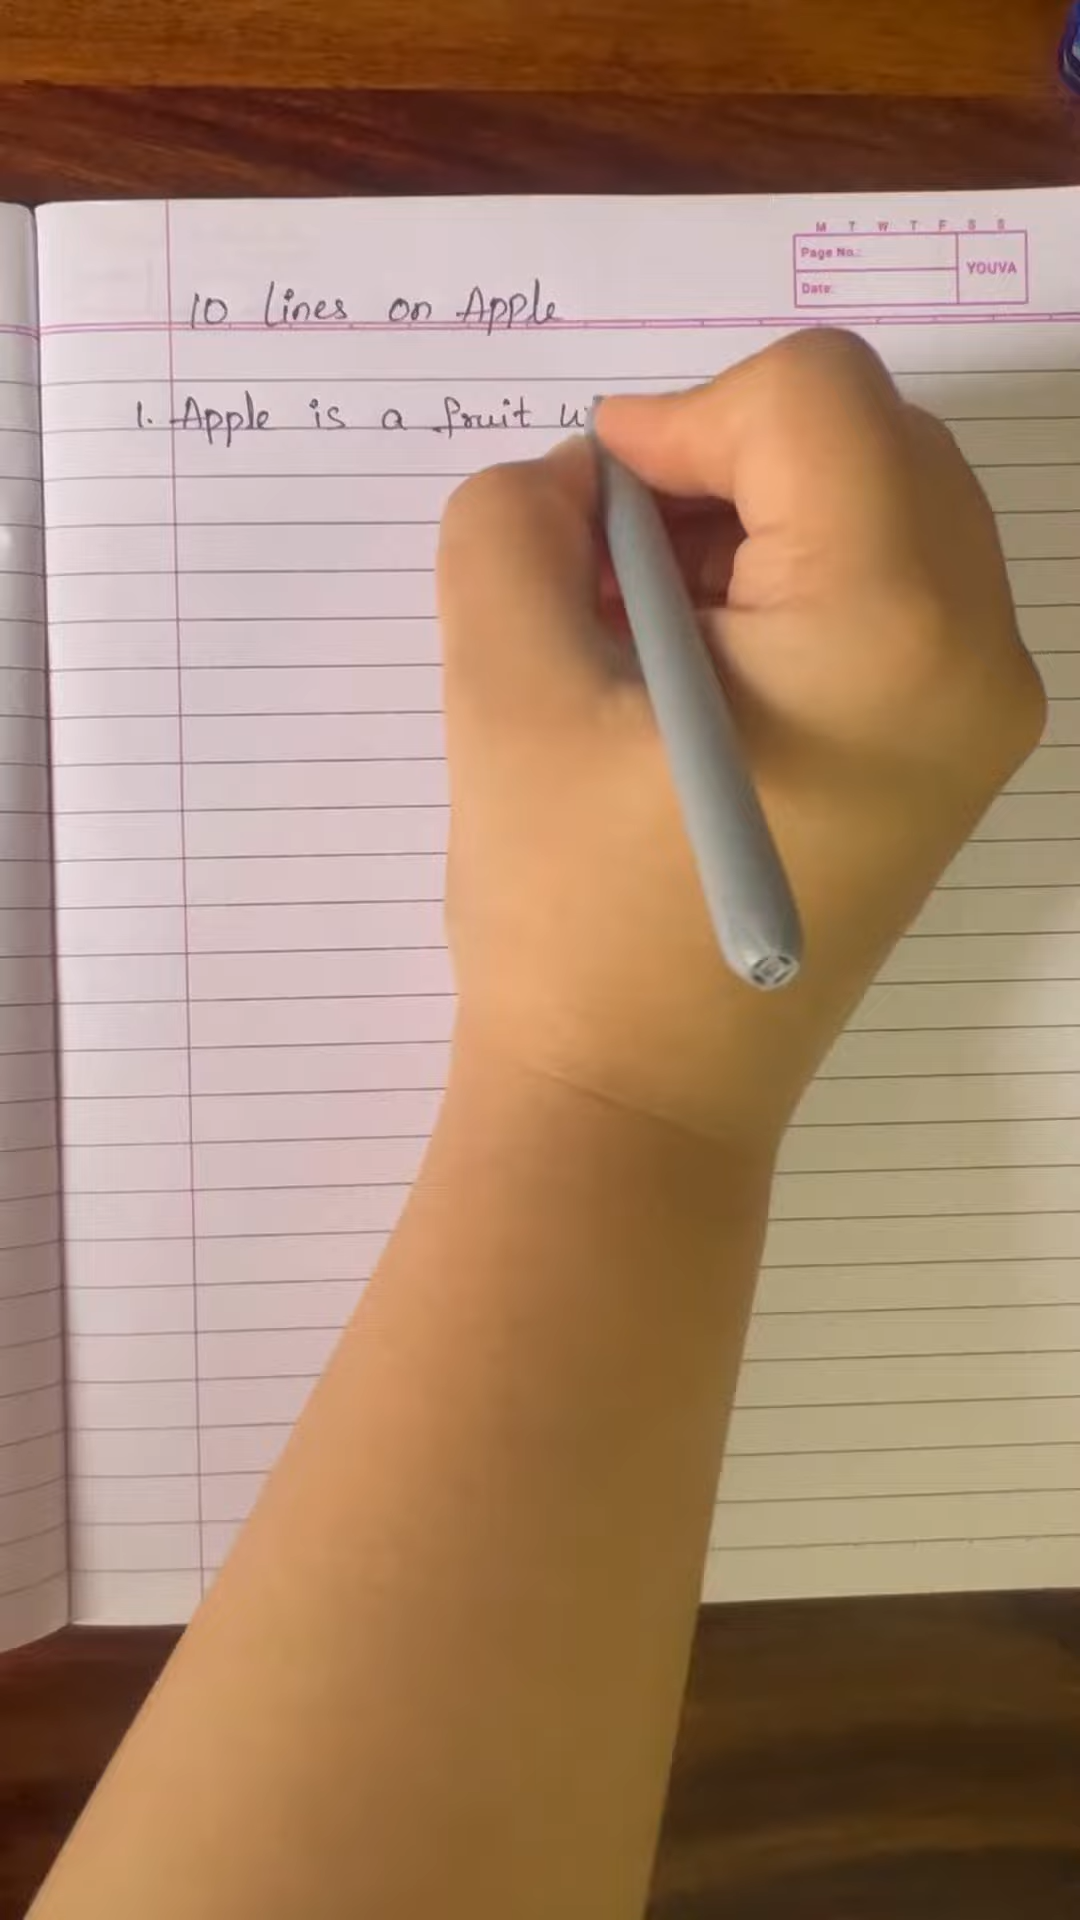 M T W T F S S
Page No.:
YOUVA
Date:
10 lines on Apple
1. Apple is a fruit